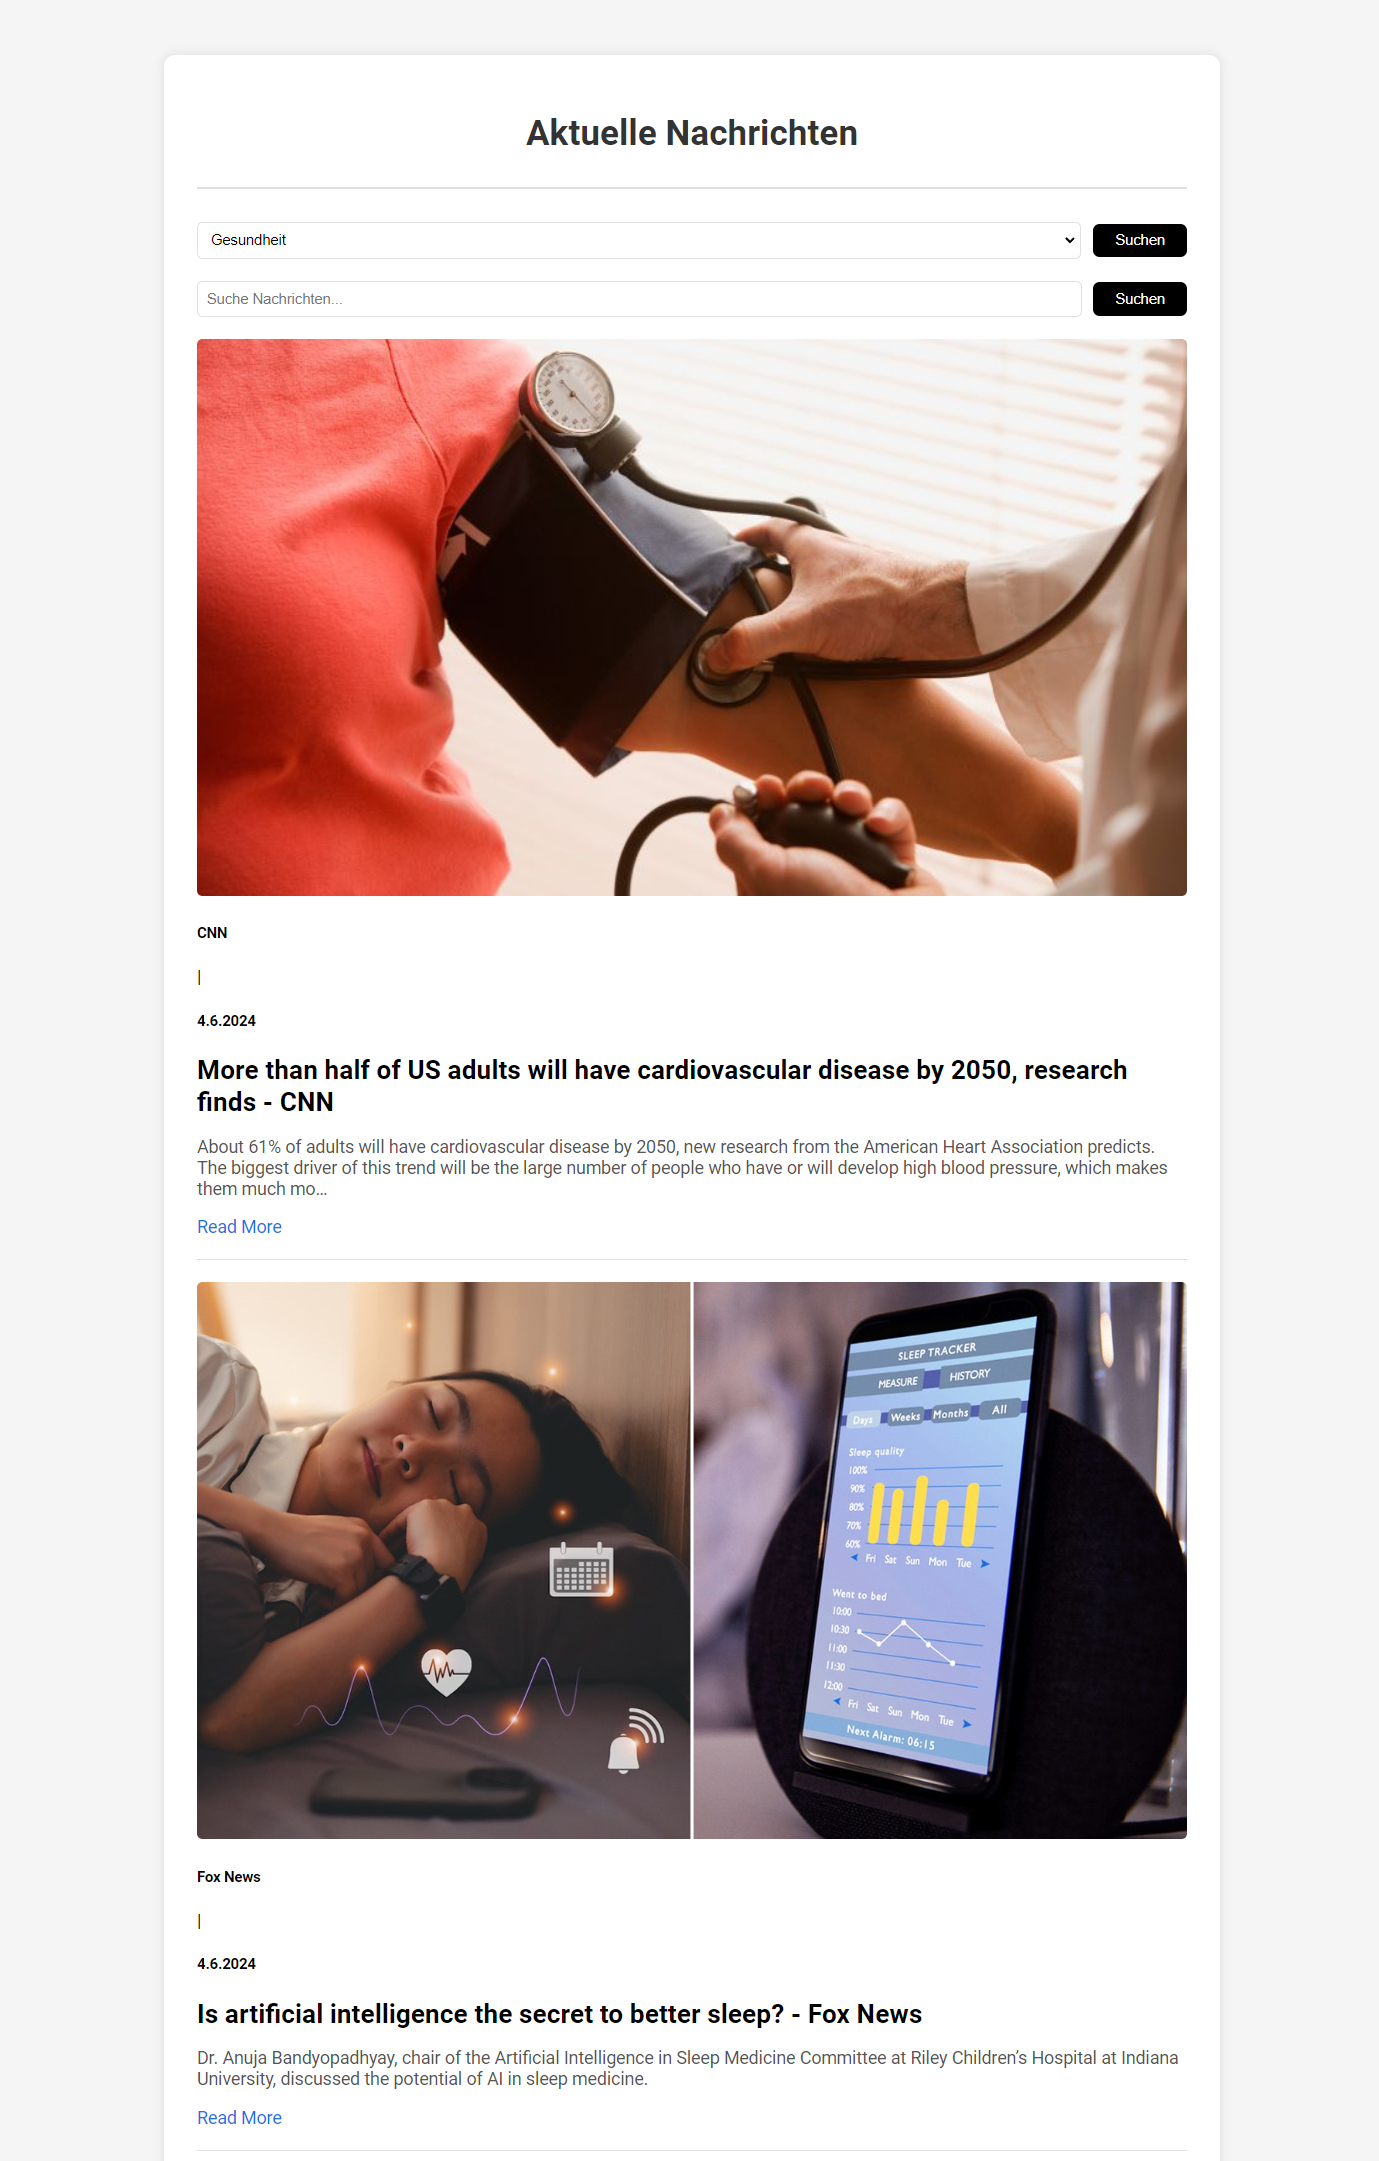 Aktuelle Nachrichten
Gesundheit
Suchen
Suche Nachrichten...
Suchen
CNN
|
4.6.2024
More than half of US adults will have cardiovascular disease by 2050, research
finds - CNN
About 61% of adults will have cardiovascular disease by 2050, new research from the American Heart Association predicts.
The biggest driver of this trend will be the large number of people who have or will develop high blood pressure, which makes
them much mo…
Read More
SLEEP TRACKER
MEASURE HISTORY
Days Weeks Months All
Sleep quality
100%
90%
80%
70%
60%
Fri Sat Sun Mon Tue
Went to bed
10:00
10:30
11:00
11:30
12:00
Fri Sat Sun Mon Tue
Next Alarm: 06:15
Fox News
|
4.6.2024
Is artificial intelligence the secret to better sleep? - Fox News
Dr. Anuja Bandyopadhyay, chair of the Artificial Intelligence in Sleep Medicine Committee at Riley Children’s Hospital at Indiana
University, discussed the potential of AI in sleep medicine.
Read More